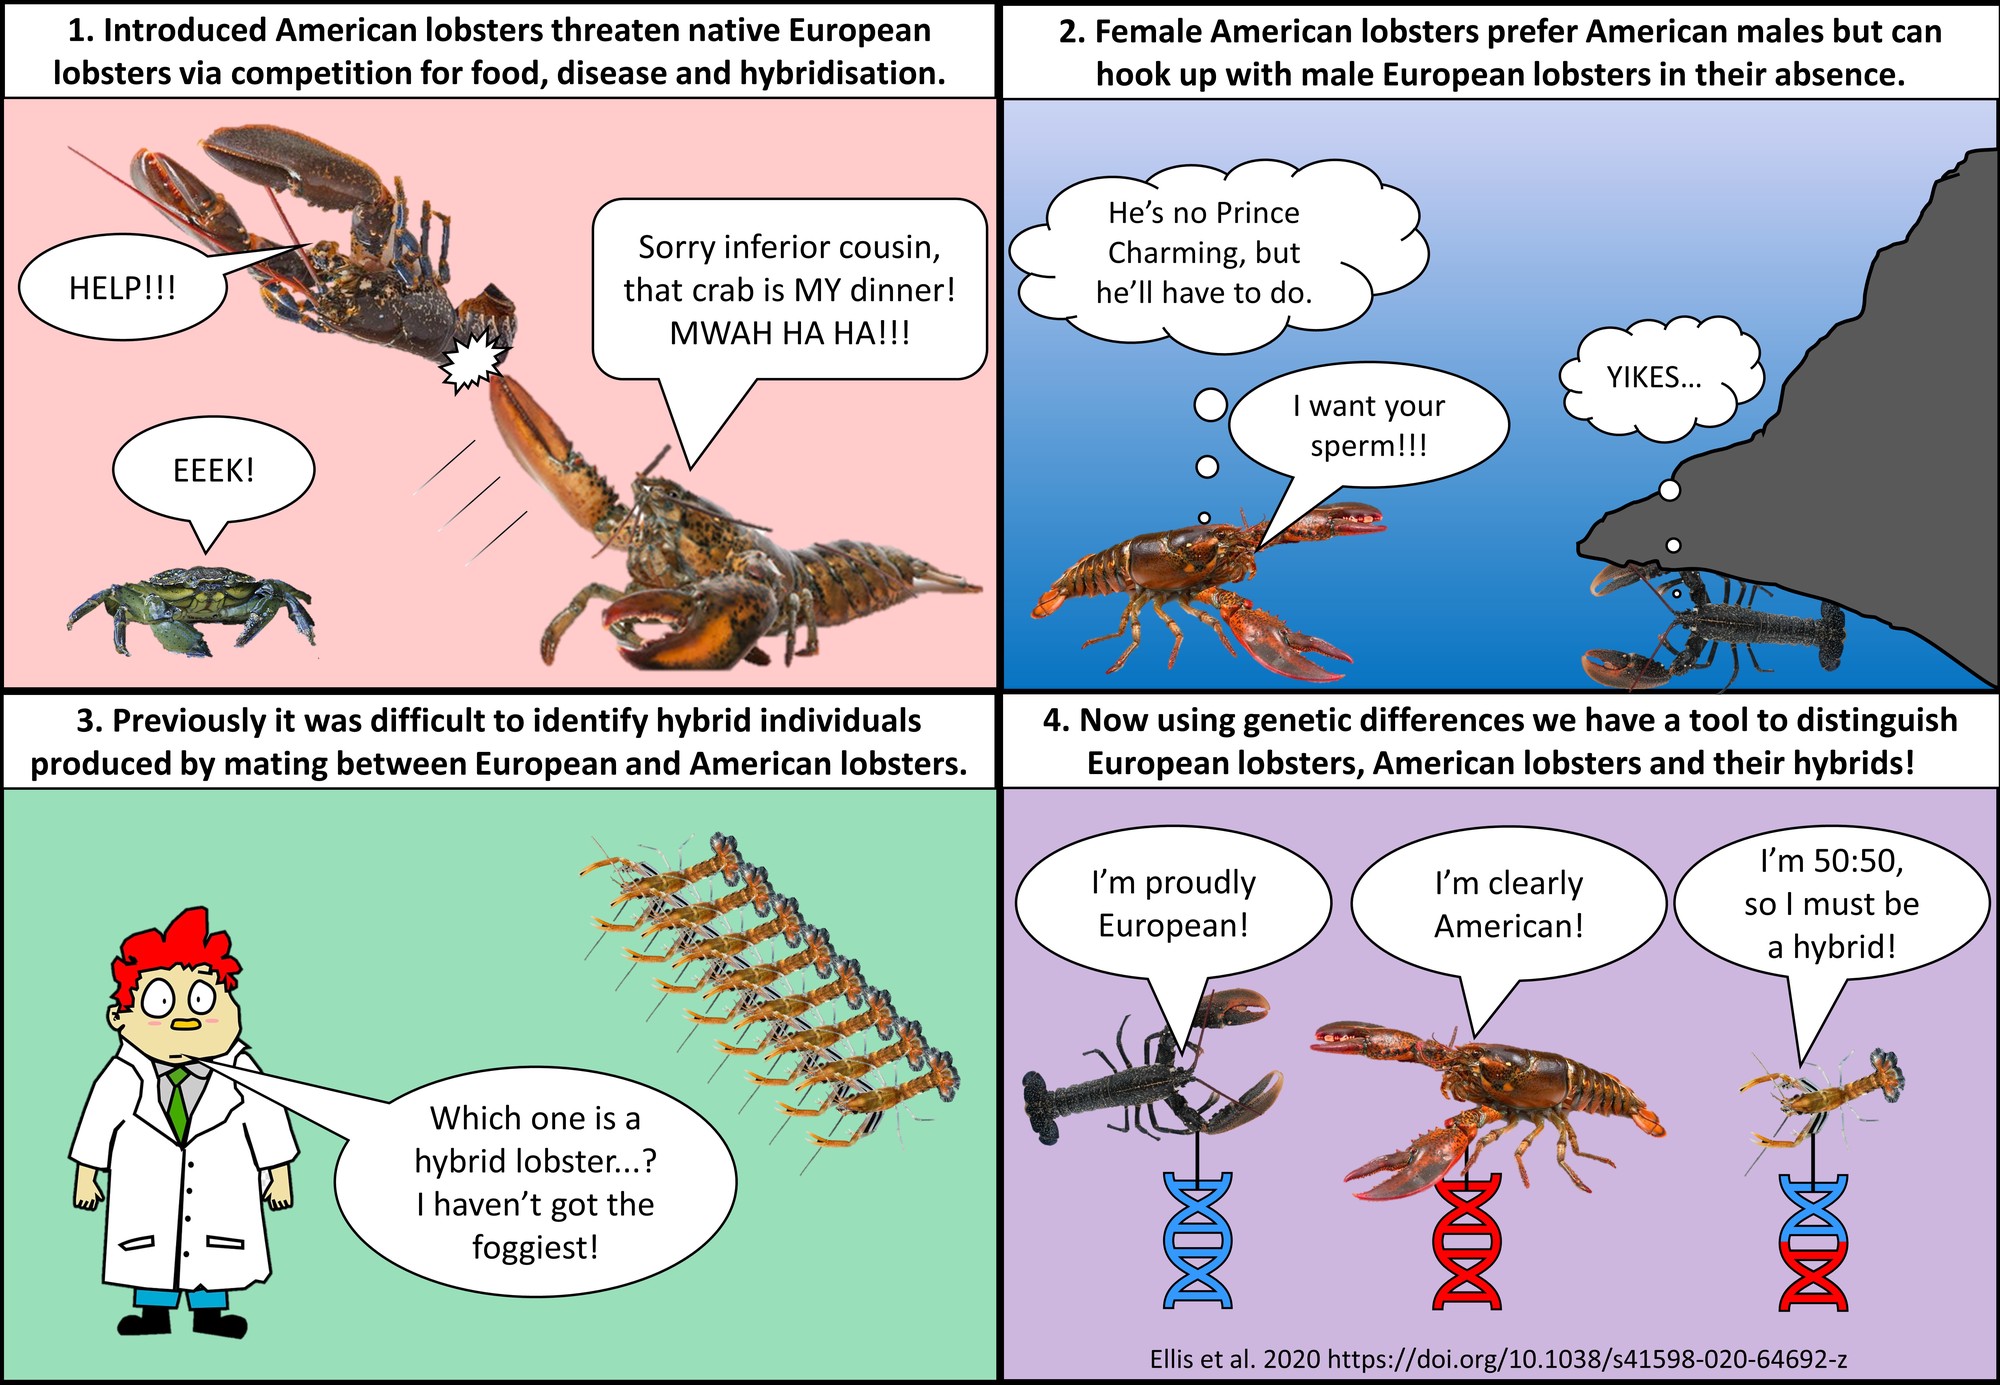 1. Introduced American lobsters threaten native European
lobsters via competition for food, disease and hybridisation.
HELP!!!
Sorry inferior cousin,
that crab is MY dinner!
MWAH HA HA!!!
EEEK!
2. Female American lobsters prefer American males but can
hook up with male European lobsters in their absence.
He’s no Prince
Charming, but
he’ll have to do.
I want your
sperm!!!
YIKES...
3. Previously it was difficult to identify hybrid individuals
produced by mating between European and American lobsters.
Which one is a
hybrid lobster...?
I haven’t got the
foggiest!
4. Now using genetic differences we have a tool to distinguish
European lobsters, American lobsters and their hybrids!
I’m proudly
European!
I’m clearly
American!
I’m 50:50,
so I must be
a hybrid!
Ellis et al. 2020 https://doi.org/10.1038/s41598-020-64692-z